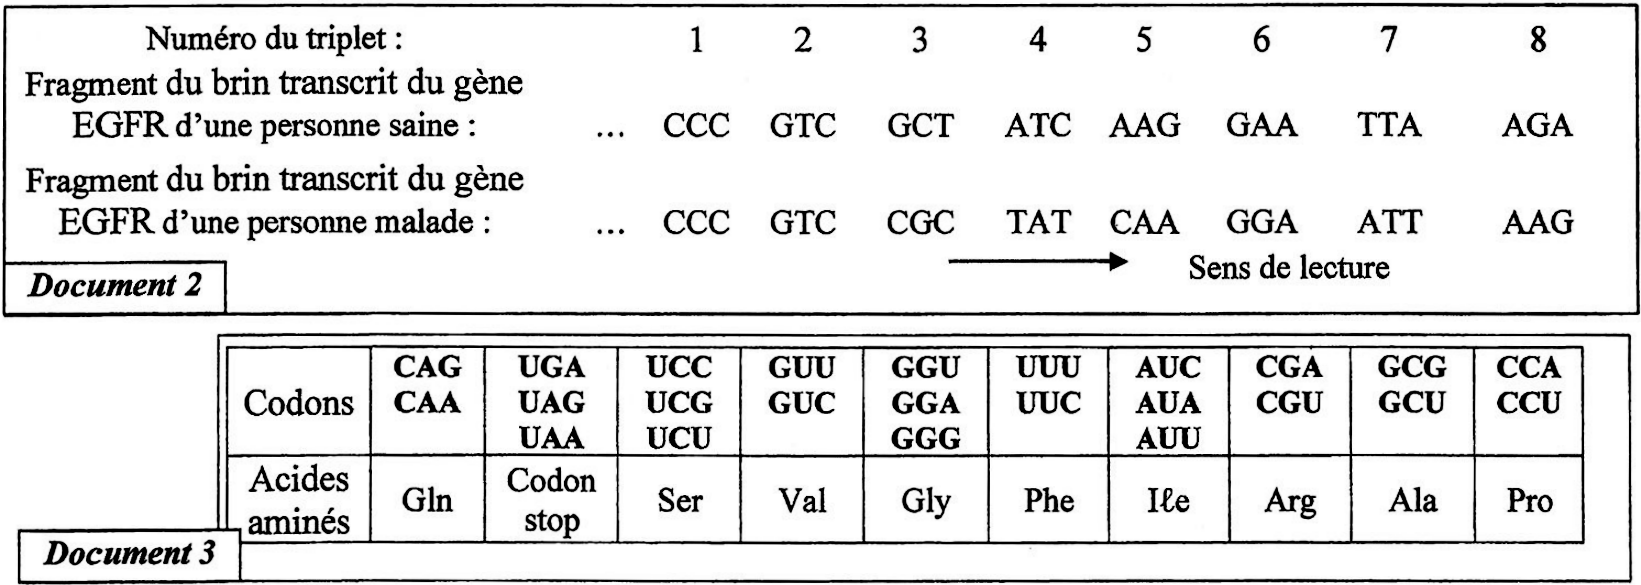 Numéro du triplet : 1 2 3 4 5 6 7 8
Fragment du brin transcrit du gène
EGFR d'une personne saine : ... CCC GTC GCT ATC AAG GAA TTA AGA
Fragment du brin transcrit du gène
EGFR d'une personne malade : ... CCC GTC CGC TAT CAA GGA ATT AAG
Sens de lecture
Document 2
Codons CAG UGA UCC GUU GGU UUU AUC CGA GCG CCA
CAA UAG UCG GUC GGA UUC AUA CGU GCU CCU
UAA UCU GGG AUU
Acides aminés Gln Codon stop Ser Val Gly Phe Iℓe Arg Ala Pro
Document 3